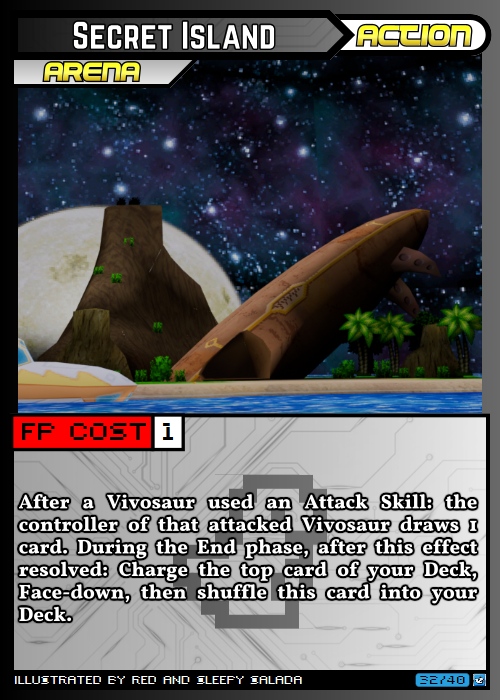 Secret Island
ACTION
ARENA
FP COST 1
After a Vivosaur used an Attack Skill: the
controller of that attacked Vivosaur draws 1
card. During the End phase, after this effect
resolved: Charge the top card of your Deck,
Face-down, then shuffle this card into your
Deck.
ILLUSTRATED BY RED AND SLEEPY SALADA
32/40